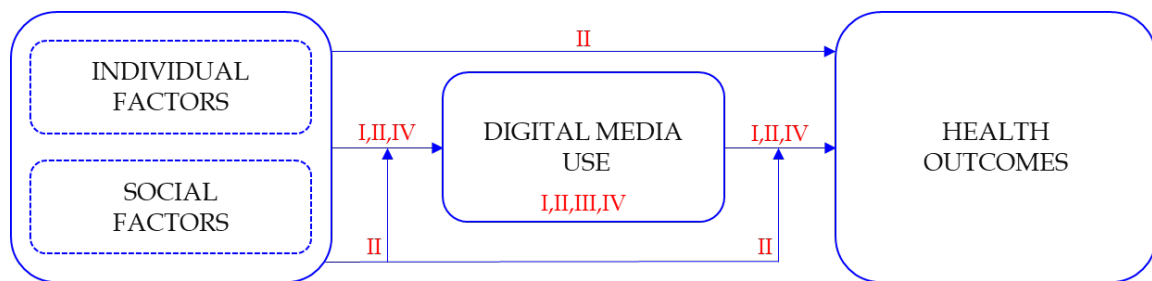 INDIVIDUAL
FACTORS
SOCIAL
FACTORS
II
I,II,IV
II
DIGITAL MEDIA
USE
I,II,III,IV
I,II,IV
II
HEALTH
OUTCOMES